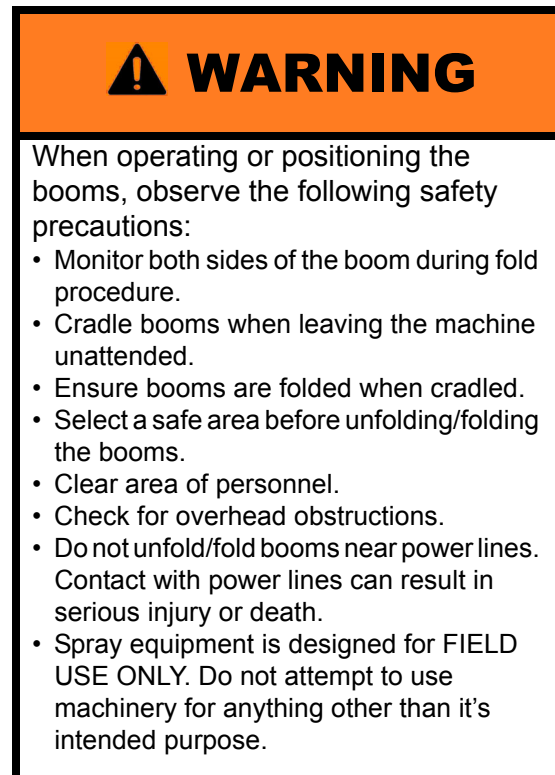 WARNING
When operating or positioning the
booms, observe the following safety
precautions:
• Monitor both sides of the boom during fold
procedure.
• Cradle booms when leaving the machine
unattended.
• Ensure booms are folded when cradled.
• Select a safe area before unfolding/folding
the booms.
• Clear area of personnel.
• Check for overhead obstructions.
• Do not unfold/fold booms near power lines.
Contact with power lines can result in
serious injury or death.
• Spray equipment is designed for FIELD
USE ONLY. Do not attempt to use
machinery for anything other than it’s
intended purpose.